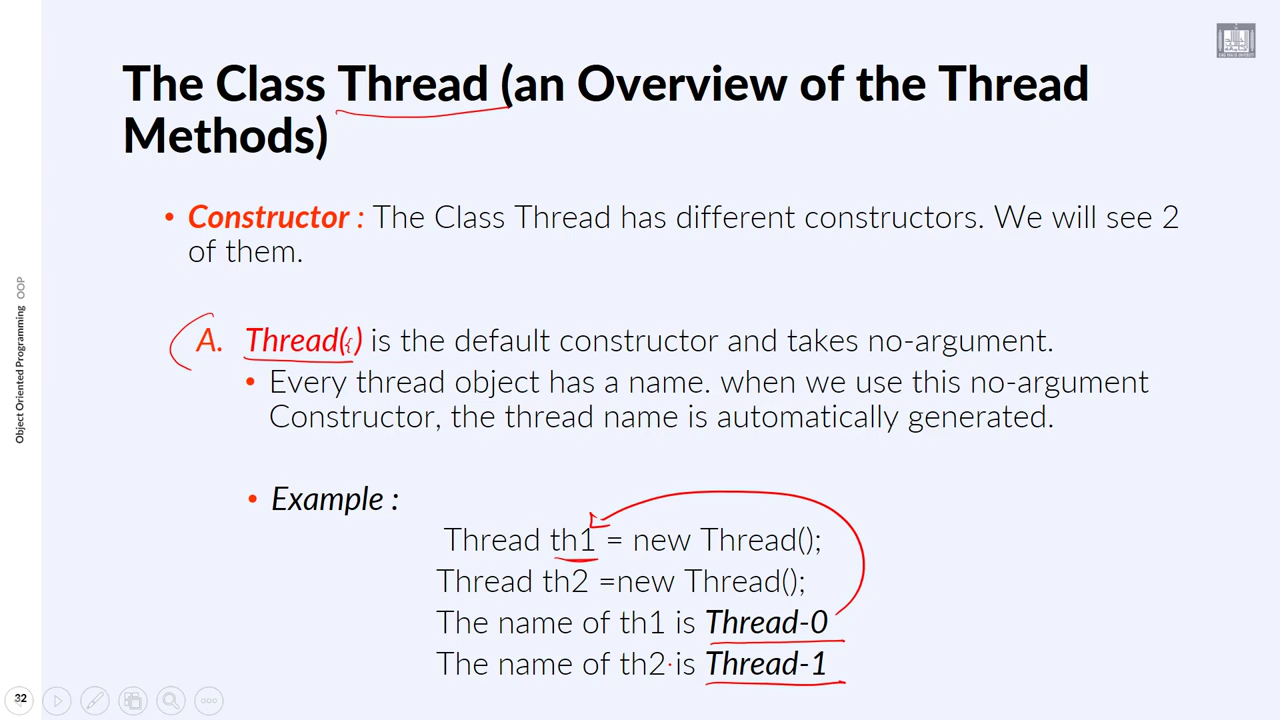 The Class Thread (an Overview of the Thread
Methods)
• Constructor : The Class Thread has different constructors. We will see 2
of them.
A. Thread() is the default constructor and takes no-argument.
• Every thread object has a name. when we use this no-argument
Constructor, the thread name is automatically generated.
• Example :
Thread th1 = new Thread();
Thread th2 =new Thread();
The name of th1 is Thread-0
The name of th2 is Thread-1
Object Oriented Programming OOP
32